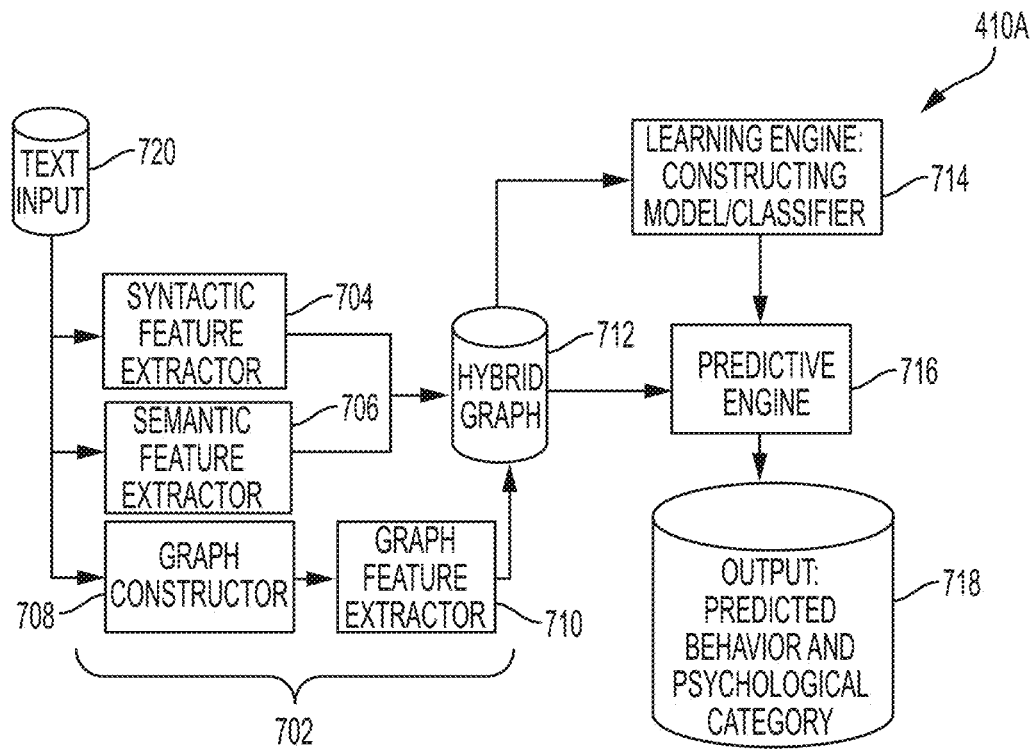 410A
TEXT
INPUT
720
LEARNING ENGINE:
CONSTRUCTING
MODEL/CLASSIFIER
714
SYNTACTIC
FEATURE
EXTRACTOR
704
SEMANTIC
FEATURE
EXTRACTOR
706
GRAPH
CONSTRUCTOR
708
GRAPH
FEATURE
EXTRACTOR
710
702
HYBRID
GRAPH
712
PREDICTIVE
ENGINE
716
OUTPUT:
PREDICTED
BEHAVIOR AND
PSYCHOLOGICAL
CATEGORY
718